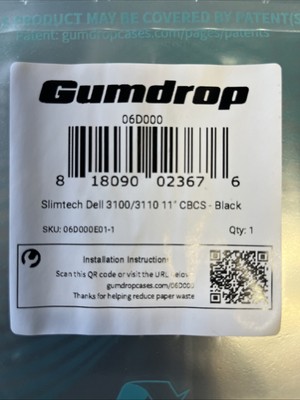 PRODUCT MAY BE COVERED BY PATENT(S
Patent: gumdropcases.com/pages/patents
Gumdrop
06D000
8 18090 02367 6
Slimtech Dell 3100/3110 11" CBCS - Black
SKU: 06D000E01-1 Qty: 1
Installation Instructions
Scan this QR code or visit the URL below
gumdropcases.com/06D000
Thanks for helping reduce paper waste